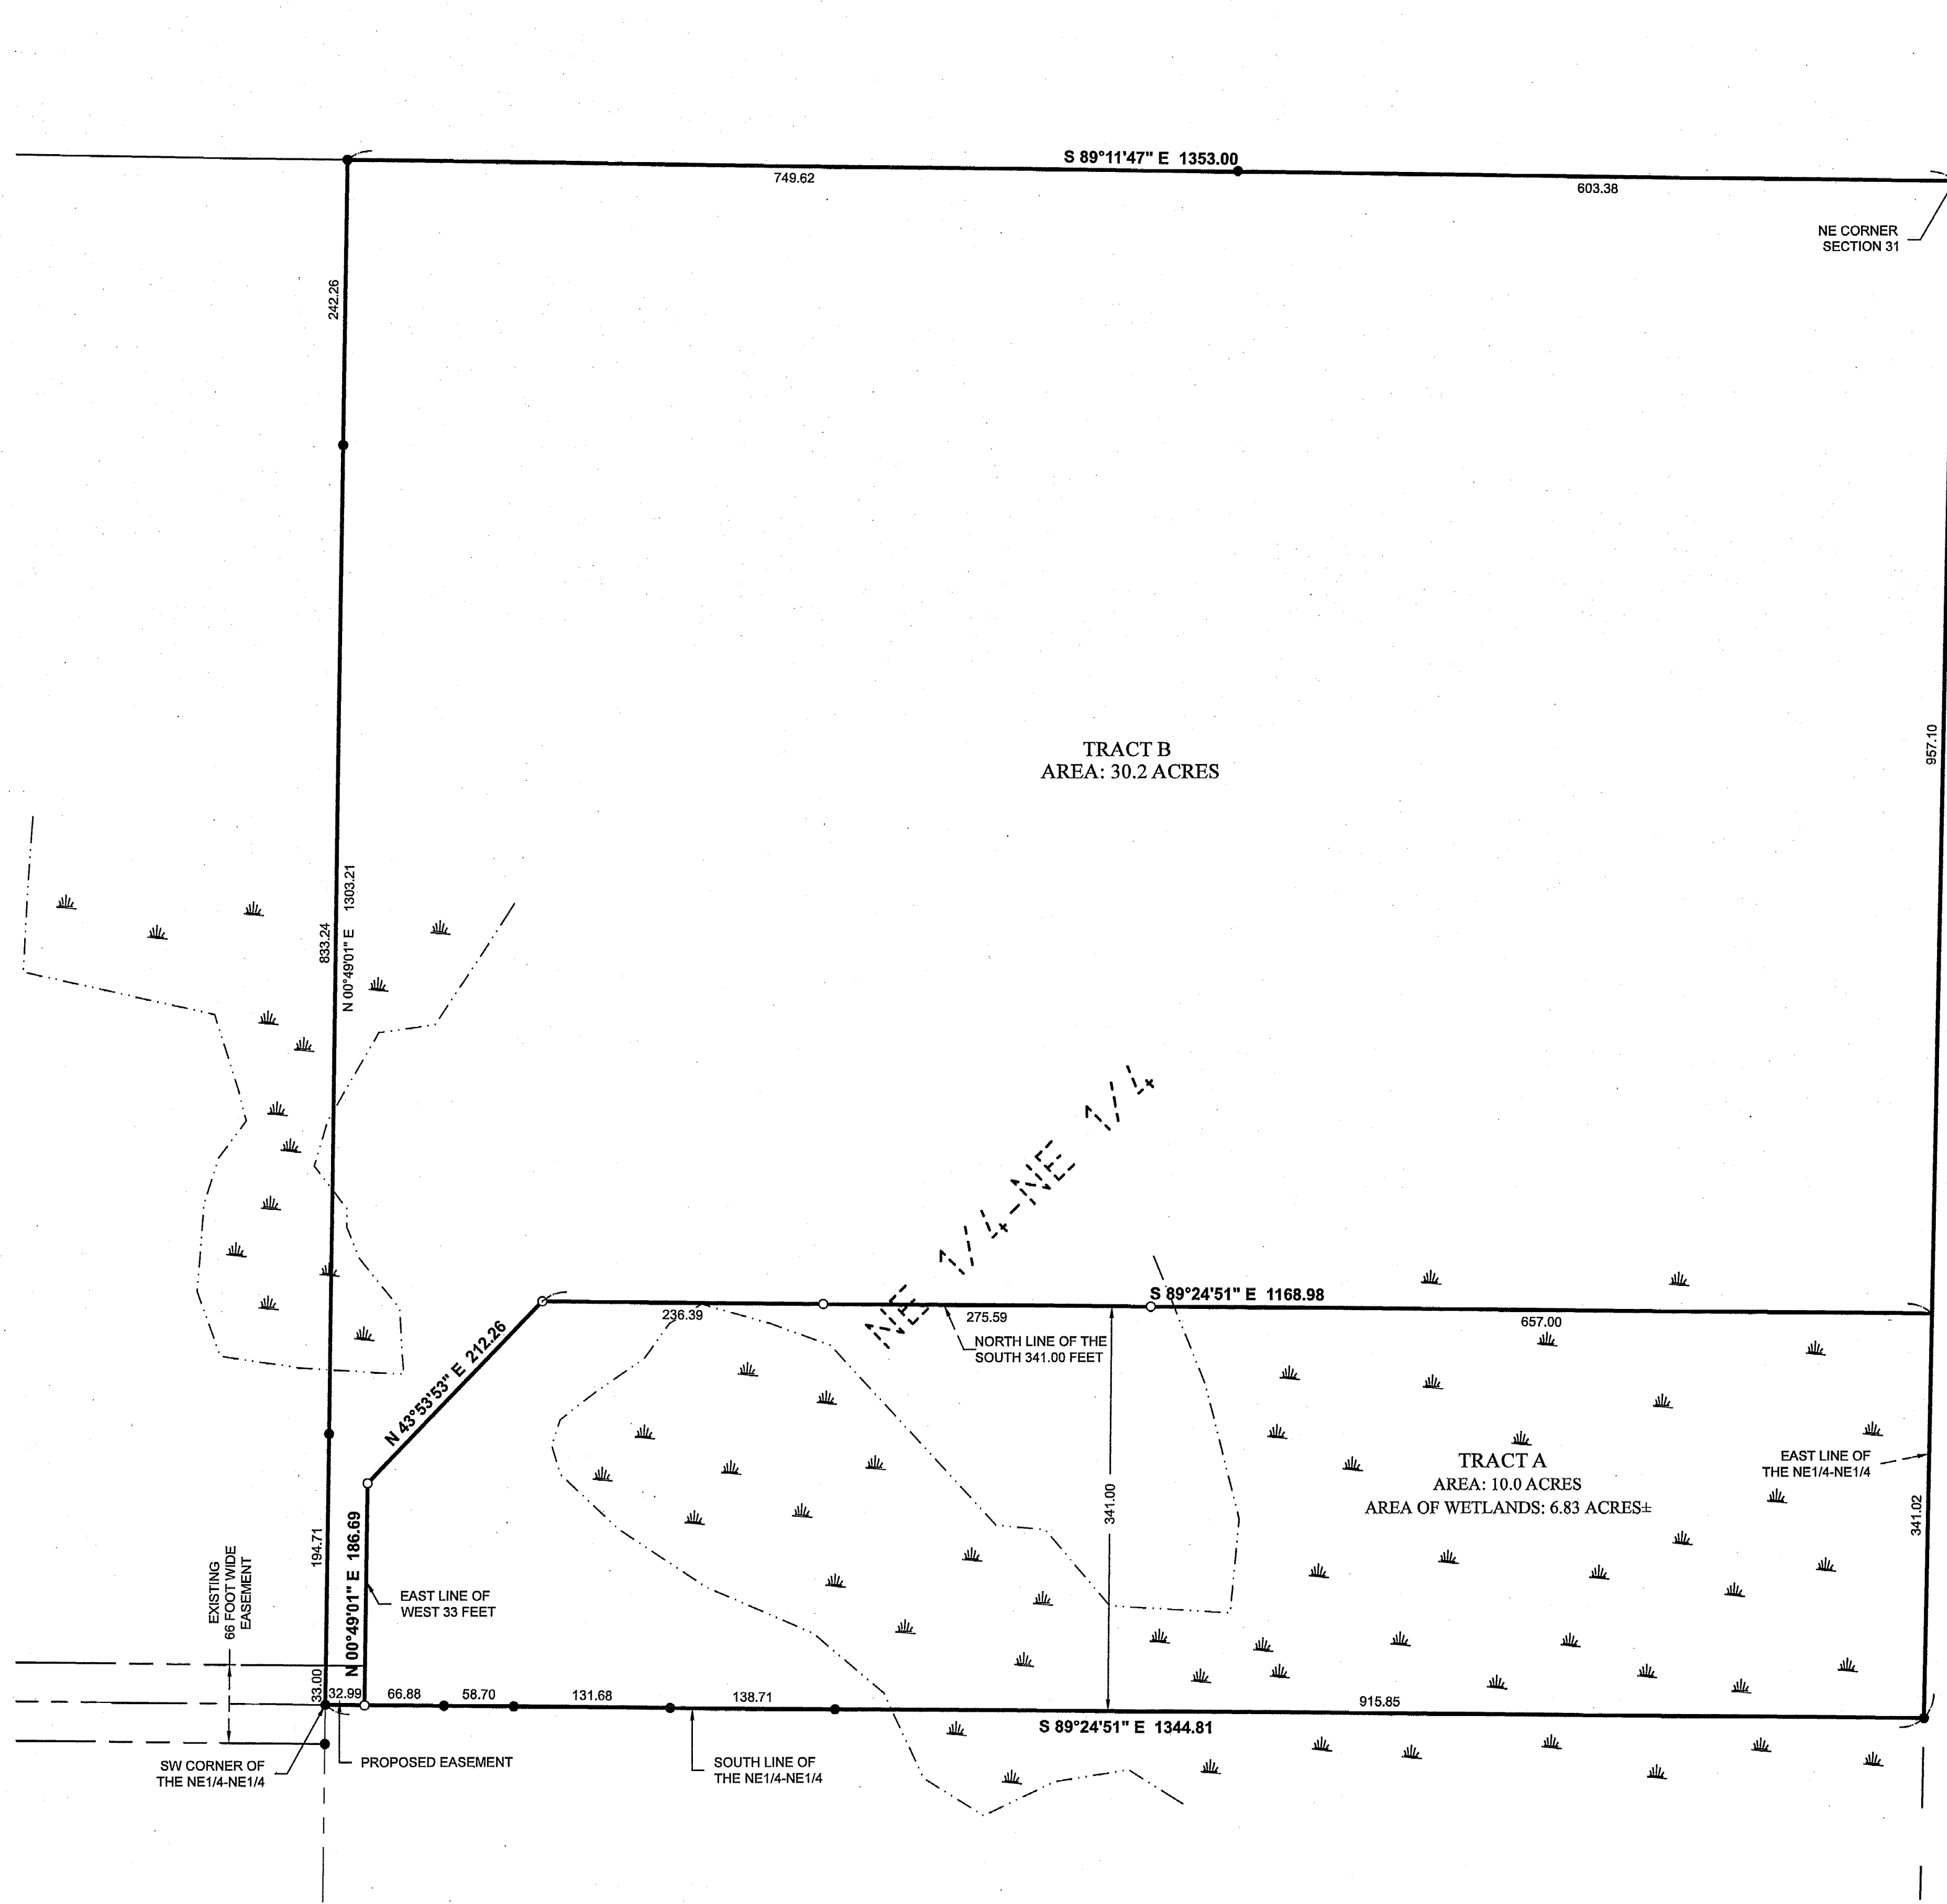 S 89°11'47" E 1353.00
749.62
603.38
NE CORNER
SECTION 31
242.26
957.10
TRACT B
AREA: 30.2 ACRES
833.24
N 00°49'01" E 1303.21
NE 1/4-NE 1/4
S 89°24'51" E 1168.98
236.39
275.59
657.00
NORTH LINE OF THE
SOUTH 341.00 FEET
N 43°53'53" E 212.26
TRACT A
AREA: 10.0 ACRES
AREA OF WETLANDS: 6.83 ACRES±
EAST LINE OF
THE NE1/4-NE1/4
341.00
341.02
194.71
N 00°49'01" E 186.69
EXISTING
66 FOOT WIDE
EASEMENT
EAST LINE OF
WEST 33 FEET
33.00
32.99
66.88
58.70
131.68
138.71
915.85
S 89°24'51" E 1344.81
SW CORNER OF
THE NE1/4-NE1/4
PROPOSED EASEMENT
SOUTH LINE OF
THE NE1/4-NE1/4